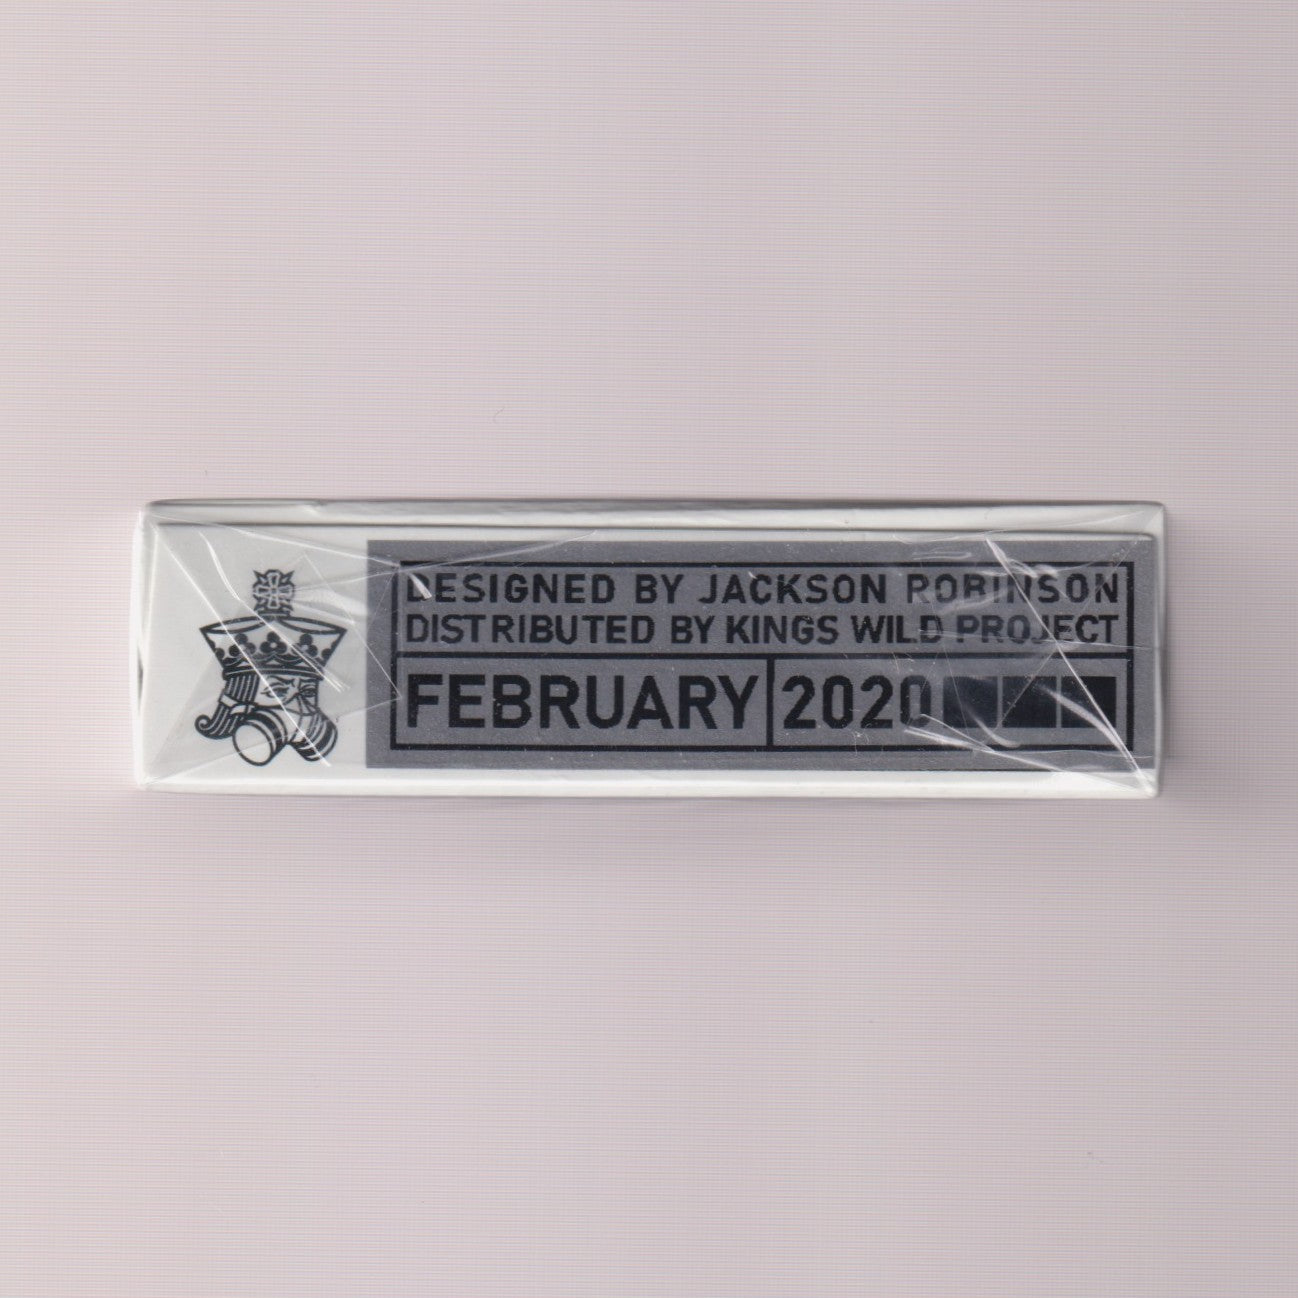 DESIGNED BY JACKSON ROBINSON
DISTRIBUTED BY KINGS WILD PROJECT
FEBRUARY 2020